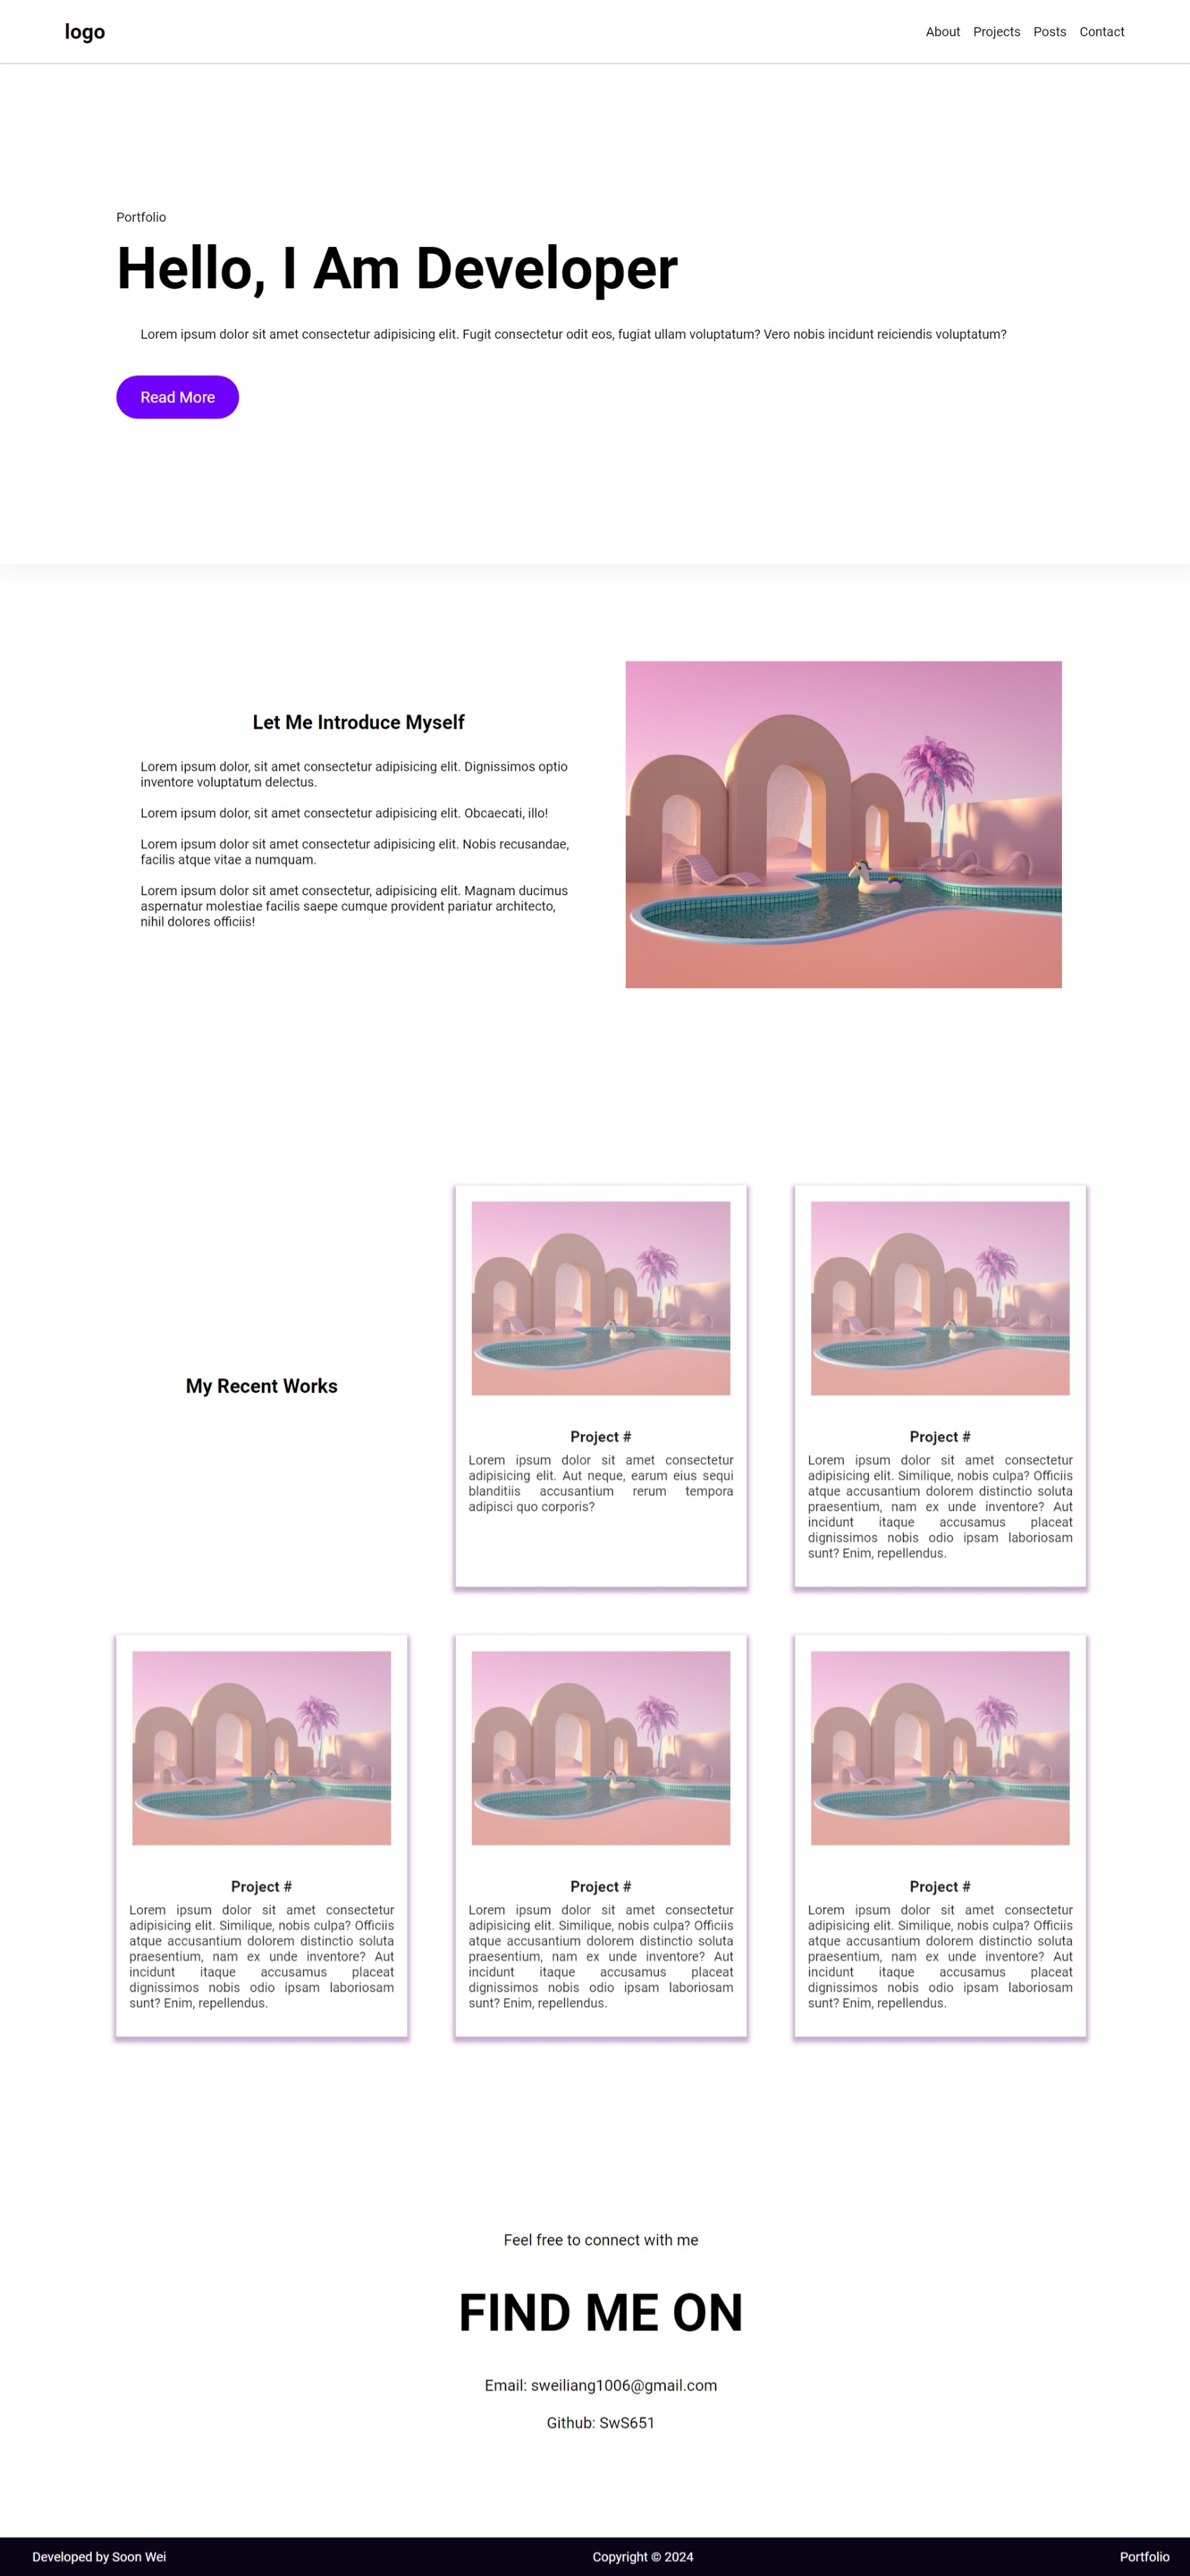 logo
About Projects Posts Contact
Portfolio
Hello, I Am Developer
Lorem ipsum dolor sit amet consectetur adipisicing elit. Fugit consectetur odit eos, fugiat ullam voluptatum? Vero nobis incidunt reiciendis voluptatum?
Read More
Let Me Introduce Myself
Lorem ipsum dolor, sit amet consectetur adipisicing elit. Dignissimos optio
inventore voluptatum delectus.
Lorem ipsum dolor, sit amet consectetur adipisicing elit. Obcaecati, illo!
Lorem ipsum dolor sit amet consectetur adipisicing elit. Nobis recusandae,
facilis atque vitae a numquam.
Lorem ipsum dolor sit amet consectetur, adipisicing elit. Magnam ducimus
aspernatur molestiae facilis saepe cumque provident pariatur architecto,
nihil dolores officiis!
My Recent Works
Project #
Lorem ipsum dolor sit amet consectetur
adipisicing elit. Aut neque, earum eius sequi
blanditiis accusantium rerum tempora
adipisci quo corporis?
Project #
Lorem ipsum dolor sit amet consectetur
adipisicing elit. Similique, nobis culpa? Officiis
atque accusantium dolorem distinctio soluta
praesentium, nam ex unde inventore? Aut
incidunt itaque accusamus placeat
dignissimos nobis odio ipsam laboriosam
sunt? Enim, repellendus.
Project #
Lorem ipsum dolor sit amet consectetur
adipisicing elit. Similique, nobis culpa? Officiis
atque accusantium dolorem distinctio soluta
praesentium, nam ex unde inventore? Aut
incidunt itaque accusamus placeat
dignissimos nobis odio ipsam laboriosam
sunt? Enim, repellendus.
Project #
Lorem ipsum dolor sit amet consectetur
adipisicing elit. Similique, nobis culpa? Officiis
atque accusantium dolorem distinctio soluta
praesentium, nam ex unde inventore? Aut
incidunt itaque accusamus placeat
dignissimos nobis odio ipsam laboriosam
sunt? Enim, repellendus.
Project #
Lorem ipsum dolor sit amet consectetur
adipisicing elit. Similique, nobis culpa? Officiis
atque accusantium dolorem distinctio soluta
praesentium, nam ex unde inventore? Aut
incidunt itaque accusamus placeat
dignissimos nobis odio ipsam laboriosam
sunt? Enim, repellendus.
Feel free to connect with me
FIND ME ON
Email: sweiliang1006@gmail.com
Github: SwS651
Developed by Soon Wei Copyright © 2024 Portfolio